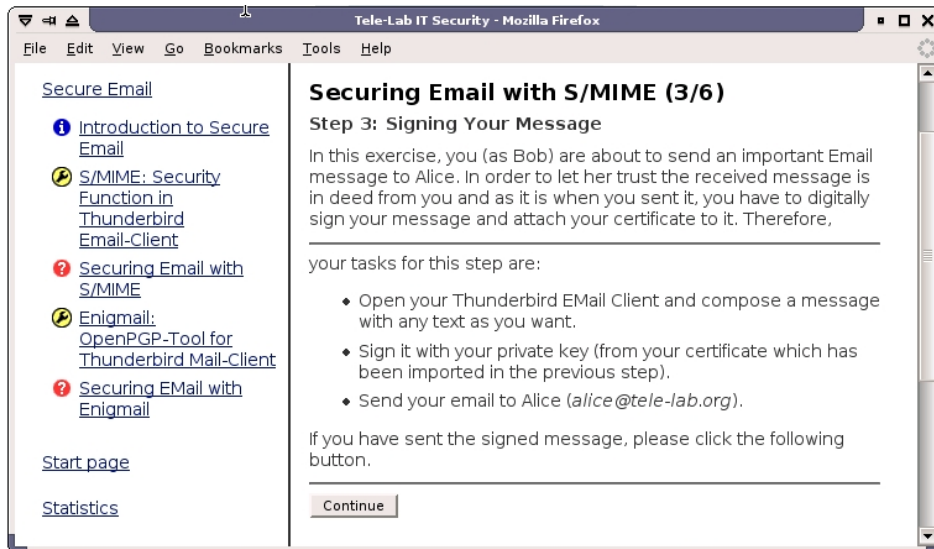 Tele-Lab IT Security - Mozilla Firefox
File Edit View Go Bookmarks Tools Help
Secure Email
Introduction to Secure
Email
S/MIME: Security
Function in
Thunderbird
Email-Client
Securing Email with
S/MIME
Enigmail:
OpenPGP-Tool for
Thunderbird Mail-Client
Securing EMail with
Enigmail
Start page
Statistics
Securing Email with S/MIME (3/6)
Step 3: Signing Your Message
In this exercise, you (as Bob) are about to send an important Email
message to Alice. In order to let her trust the received message is
in deed from you and as it is when you sent it, you have to digitally
sign your message and attach your certificate to it. Therefore,
your tasks for this step are:
Open your Thunderbird EMail Client and compose a message
with any text as you want.
Sign it with your private key (from your certificate which has
been imported in the previous step).
Send your email to Alice (alice@tele-lab.org).
If you have sent the signed message, please click the following
button.
Continue